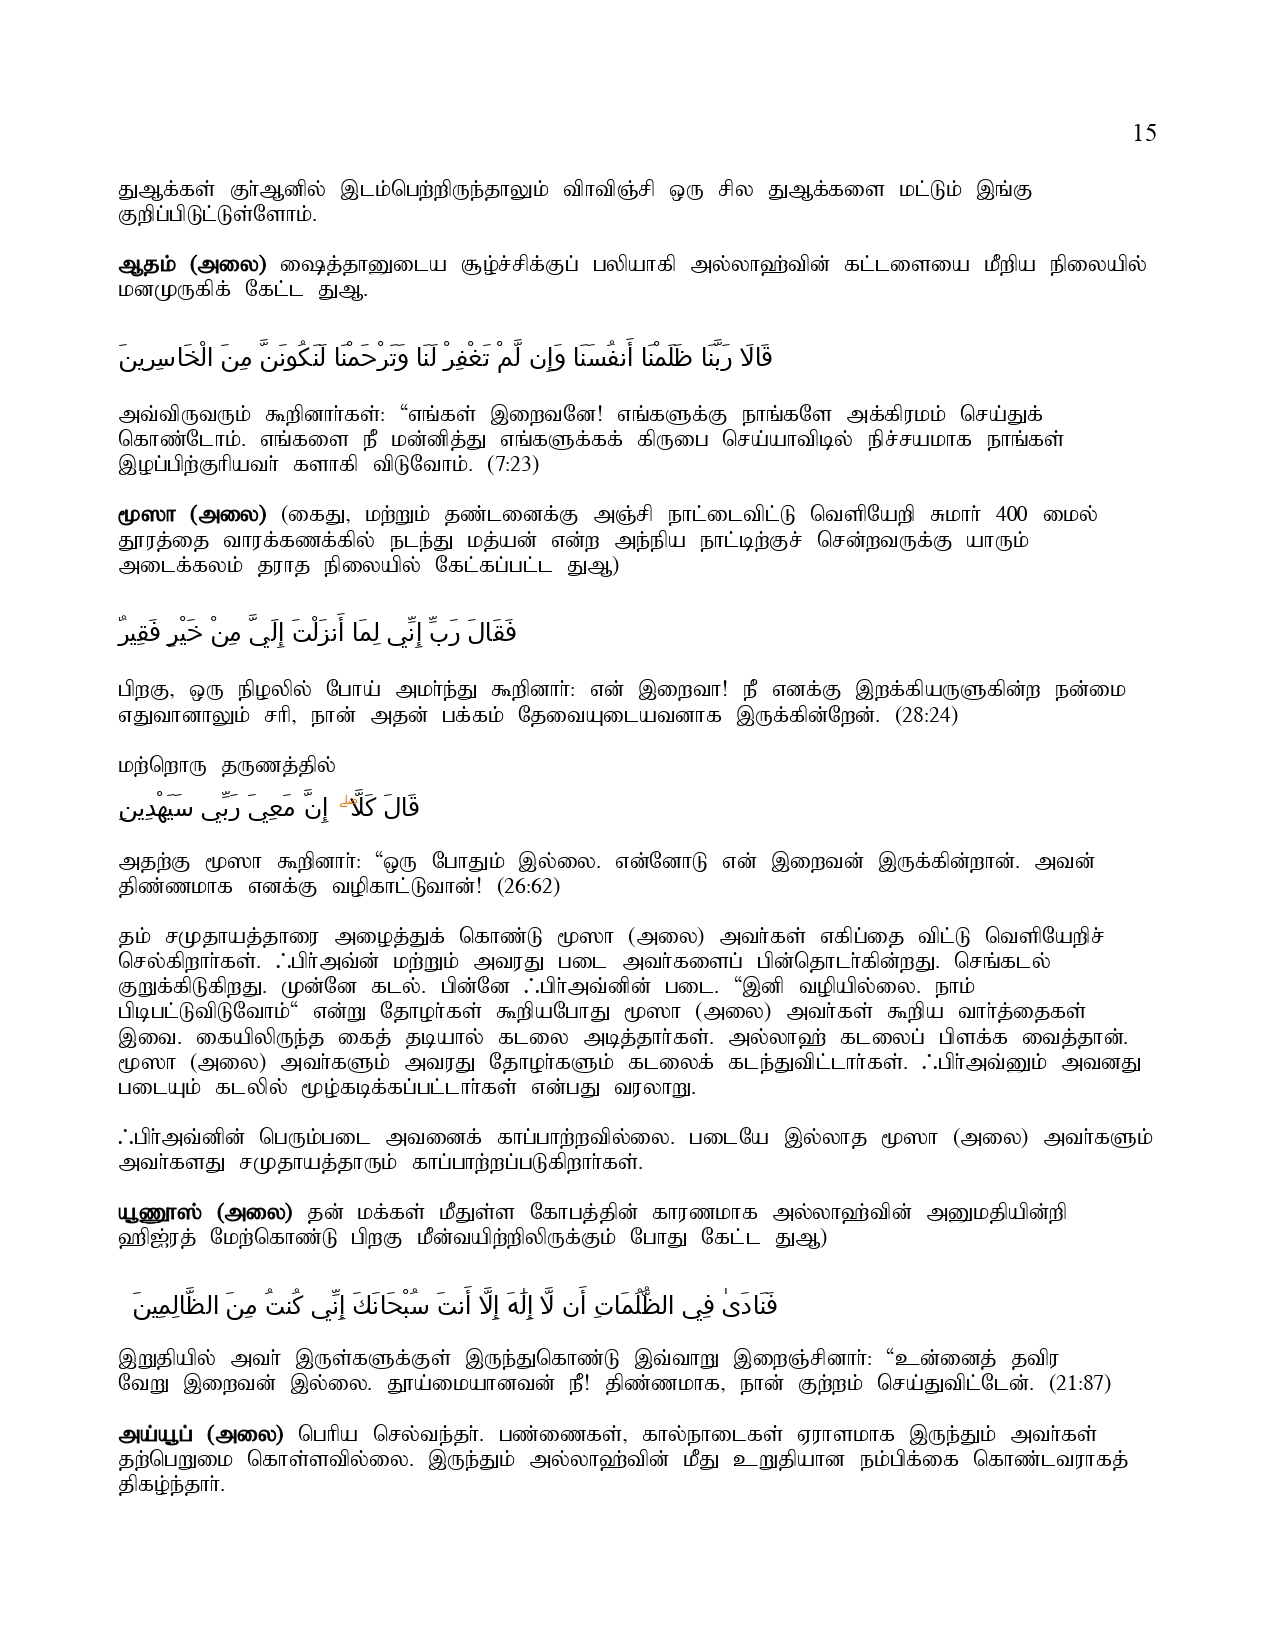 15
துஆக்கள் குர்ஆனில் இடம்பெற்றிருந்தாலும் விரிவஞ்சி ஒரு சில துஆக்களை மட்டும் இங்கு
குறிப்பிடுட்டுள்ளோம்.
ஆதம் (அலை) ஷைத்தானுடைய சூழ்ச்சிக்குப் பலியாகி அல்லாஹ்வின் கட்டளையை மீறிய நிலையில்
மனமுருகிக் கேட்ட துஆ.
قَالَا رَبَّنَا ظَلَمْنَا أَنفُسَنَا وَإِن لَّمْ تَغْفِرْ لَنَا وَتَرْحَمْنَا لَنَكُونَنَّ مِنَ الْخَاسِرِينَ
அவ்விருவரும் கூறினார்கள்: “எங்கள் இறைவனே! எங்களுக்கு நாங்களே அக்கிரமம் செய்துக்
கொண்டோம். எங்களை நீ மன்னித்து எங்களுக்கக் கிருபை செய்யாவிடில் நிச்சயமாக நாங்கள்
இழப்பிற்குரியவர் களாகி விடுவோம். (7:23)
மூஸா (அலை) (கைது, மற்றும் தண்டனைக்கு அஞ்சி நாட்டைவிட்டு வெளியேறி சுமார் 400 மைல்
தூரத்தை வாரக்கணக்கில் நடந்து மத்யன் என்ற அந்நிய நாட்டிற்குச் சென்றவருக்கு யாரும்
அடைக்கலம் தராத நிலையில் கேட்கப்பட்ட துஆ)
فَقَالَ رَبِّ إِنِّي لِمَا أَنزَلْتَ إِلَيَّ مِنْ خَيْرٍ فَقِيرٌ
பிறகு, ஒரு நிழலில் போய் அமர்ந்து கூறினார்: என் இறைவா! நீ எனக்கு இறக்கியருளுகின்ற நன்மை
எதுவானாலும் சரி, நான் அதன் பக்கம் தேவையுடையவனாக இருக்கின்றேன். (28:24)
மற்றொரு தருணத்தில்
قَالَ كَلَّا ۖ إِنَّ مَعِيَ رَبِّي سَيَهْدِينِ
அதற்கு மூஸா கூறினார்: “ஒரு போதும் இல்லை. என்னோடு என் இறைவன் இருக்கின்றான். அவன்
திண்ணமாக எனக்கு வழிகாட்டுவான்! (26:62)
தம் சமுதாயத்தாரை அழைத்துக் கொண்டு மூஸா (அலை) அவர்கள் எகிப்தை விட்டு வெளியேறிச்
செல்கிறார்கள். ஃபிர்அவ்ன் மற்றும் அவரது படை அவர்களைப் பின்தொடர்கின்றது. செங்கடல்
குறுக்கிடுகிறது. முன்னே கடல். பின்னே ஃபிர்அவ்னின் படை. “இனி வழியில்லை. நாம்
பிடிபட்டுவிடுவோம்“ என்று தோழர்கள் கூறியபோது மூஸா (அலை) அவர்கள் கூறிய வார்த்தைகள்
இவை. கையிலிருந்த கைத் தடியால் கடலை அடித்தார்கள். அல்லாஹ் கடலைப் பிளக்க வைத்தான்.
மூஸா (அலை) அவர்களும் அவரது தோழர்களும் கடலைக் கடந்துவிட்டார்கள். ஃபிர்அவ்னும் அவனது
படையும் கடலில் மூழ்கடிக்கப்பட்டார்கள் என்பது வரலாறு.
ஃபிர்அவ்னின் பெரும்படை அவனைக் காப்பாற்றவில்லை. படையே இல்லாத மூஸா (அலை) அவர்களும்
அவர்களது சமுதாயத்தாரும் காப்பாற்றப்படுகிறார்கள்.
யூனூஸ் (அலை) தன் மக்கள் மீதுள்ள கோபத்தின் காரணமாக அல்லாஹ்வின் அனுமதியின்றி
ஹிஜ்ரத் மேற்கொண்டு பிறகு மீன்வயிற்றிலிருக்கும் போது கேட்ட துஆ)
فَنَادَىٰ فِي الظُّلُمَاتِ أَن لَّا إِلَٰهَ إِلَّا أَنتَ سُبْحَانَكَ إِنِّي كُنتُ مِنَ الظَّالِمِينَ
இறுதியில் அவர் இருள்களுக்குள் இருந்துகொண்டு இவ்வாறு இறைஞ்சினார்: “உன்னைத் தவிர
வேறு இறைவன் இல்லை. தூய்மையானவன் நீ! திண்ணமாக, நான் குற்றம் செய்துவிட்டேன். (21:87)
அய்யூப் (அலை) பெரிய செல்வந்தர். பண்ணைகள், கால்நாடைகள் ஏராளமாக இருந்தும் அவர்கள்
தற்பெறுமை கொள்ளவில்லை. இருந்தும் அல்லாஹ்வின் மீது உறுதியான நம்பிக்கை கொண்டவராகத்
திகழ்ந்தார்.